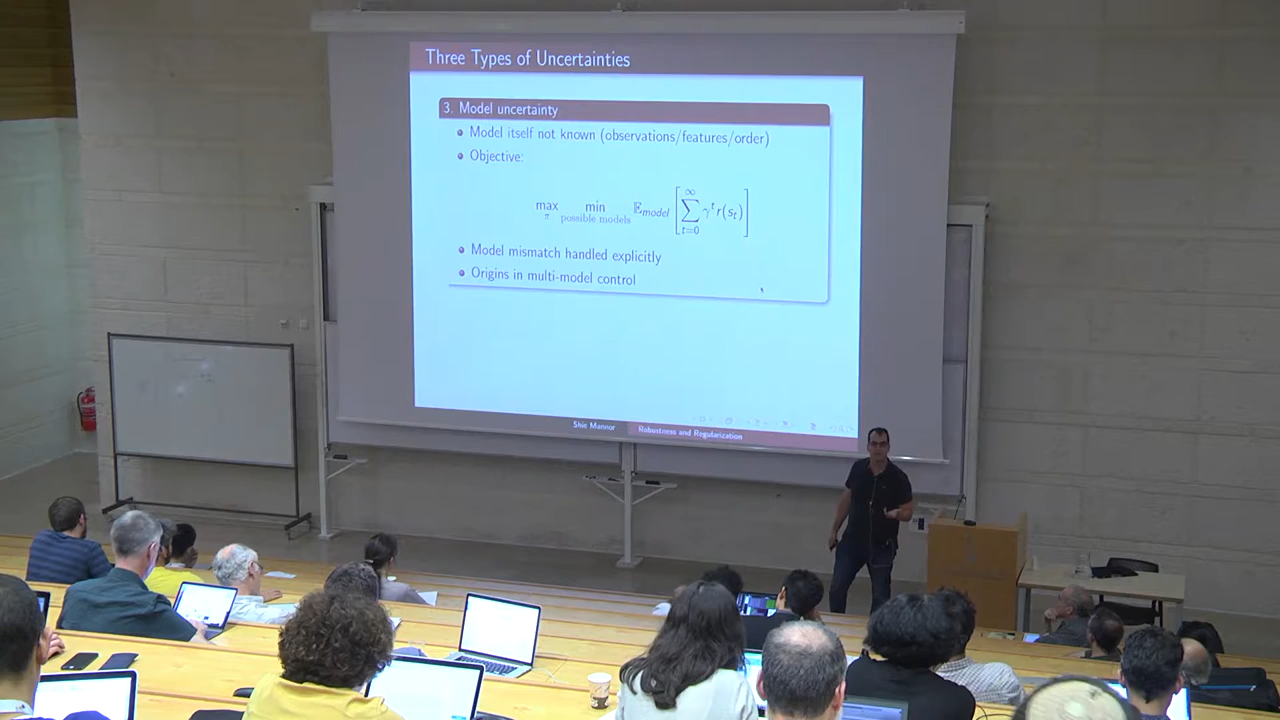 Three Types of Uncertainties
3. Model uncertainty
Model itself not known (observations/features/order)
Objective:
max π min possible models 𝔼model [∑t=0^∞ γ^t r(s_t)]
Model mismatch handled explicitly
Origins in multi-model control
Shie Mannor Robustness and Regularization